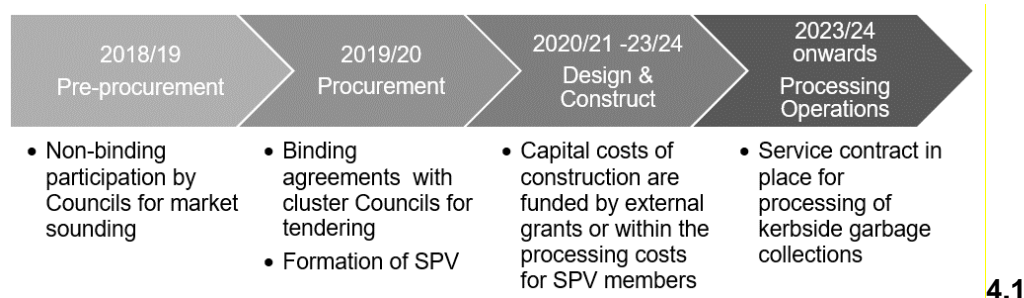 2018/19
Pre-procurement
2019/20
Procurement
2020/21 -23/24
Design &
Construct
2023/24
onwards
Processing
Operations
• Non-binding
participation by
Councils for market
sounding
• Binding
agreements with
cluster Councils for
tendering
• Formation of SPV
• Capital costs of
construction are
funded by external
grants or within the
processing costs
for SPV members
• Service contract in
place for
processing of
kerbside garbage
collections
4.1